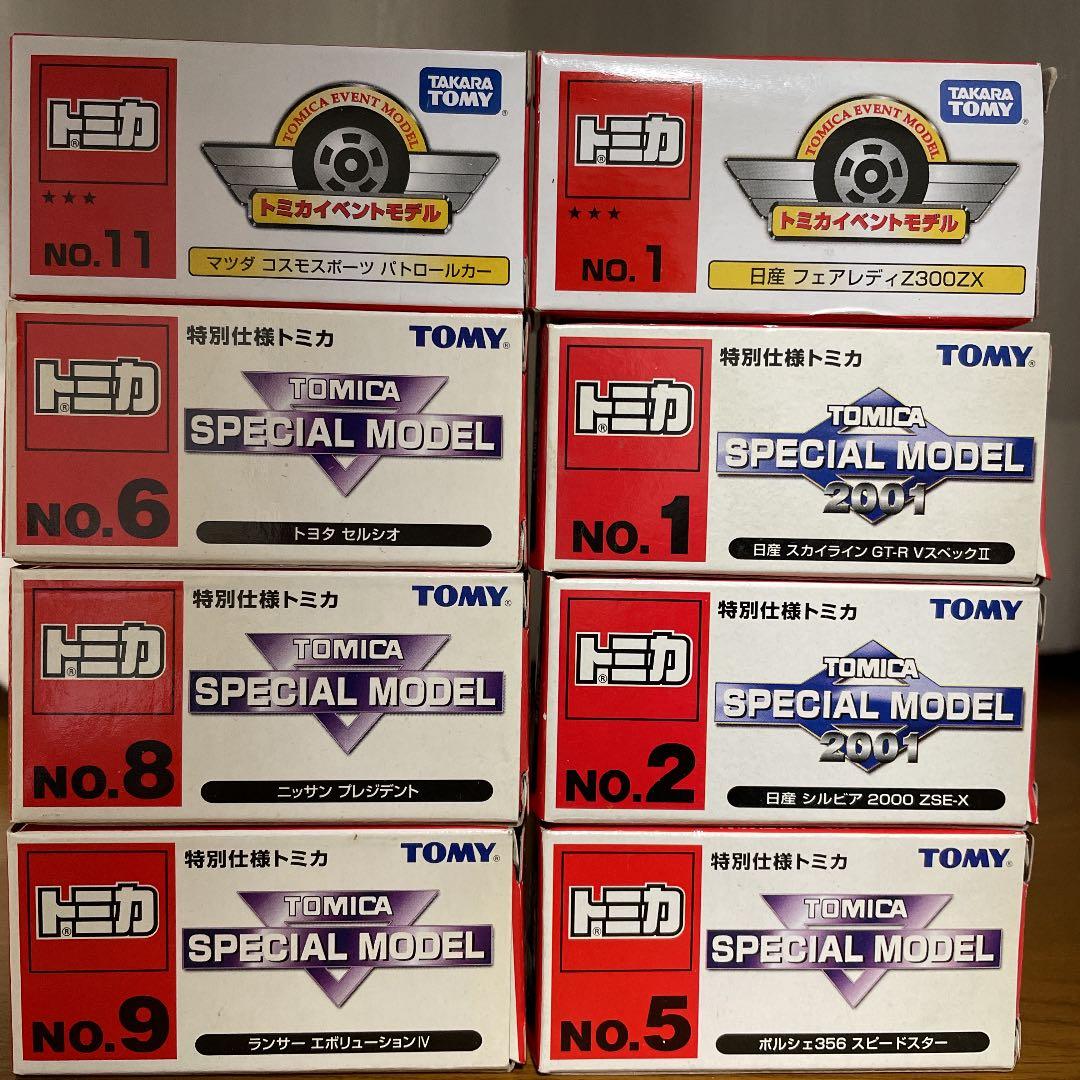 トミカ®
★★★
NO.11
TAKARA
TOMY®
TOMICA EVENT MODEL
トミカイベントモデル
マツダ コスモスポーツ パトロールカー
トミカ®
★★★
NO.1
TAKARA
TOMY®
TOMICA EVENT MODEL
トミカイベントモデル
日産 フェアレディZ300ZX
トミカ®
NO.6
特別仕様トミカ
TOMY®
TOMICA
SPECIAL MODEL
トヨタ セルシオ
トミカ®
NO.1
特別仕様トミカ
TOMY®
TOMICA
SPECIAL MODEL
2001
日産 スカイライン GT-R VスペックⅡ
トミカ®
NO.8
特別仕様トミカ
TOMY®
TOMICA
SPECIAL MODEL
ニッサン プレジデント
トミカ®
NO.2
特別仕様トミカ
TOMY®
TOMICA
SPECIAL MODEL
2001
日産 シルビア 2000 ZSE-X
トミカ®
NO.9
特別仕様トミカ
TOMY®
TOMICA
SPECIAL MODEL
ランサー エボリューションⅣ
トミカ®
NO.5
特別仕様トミカ
TOMY®
TOMICA
SPECIAL MODEL
ポルシェ356 スピードスター